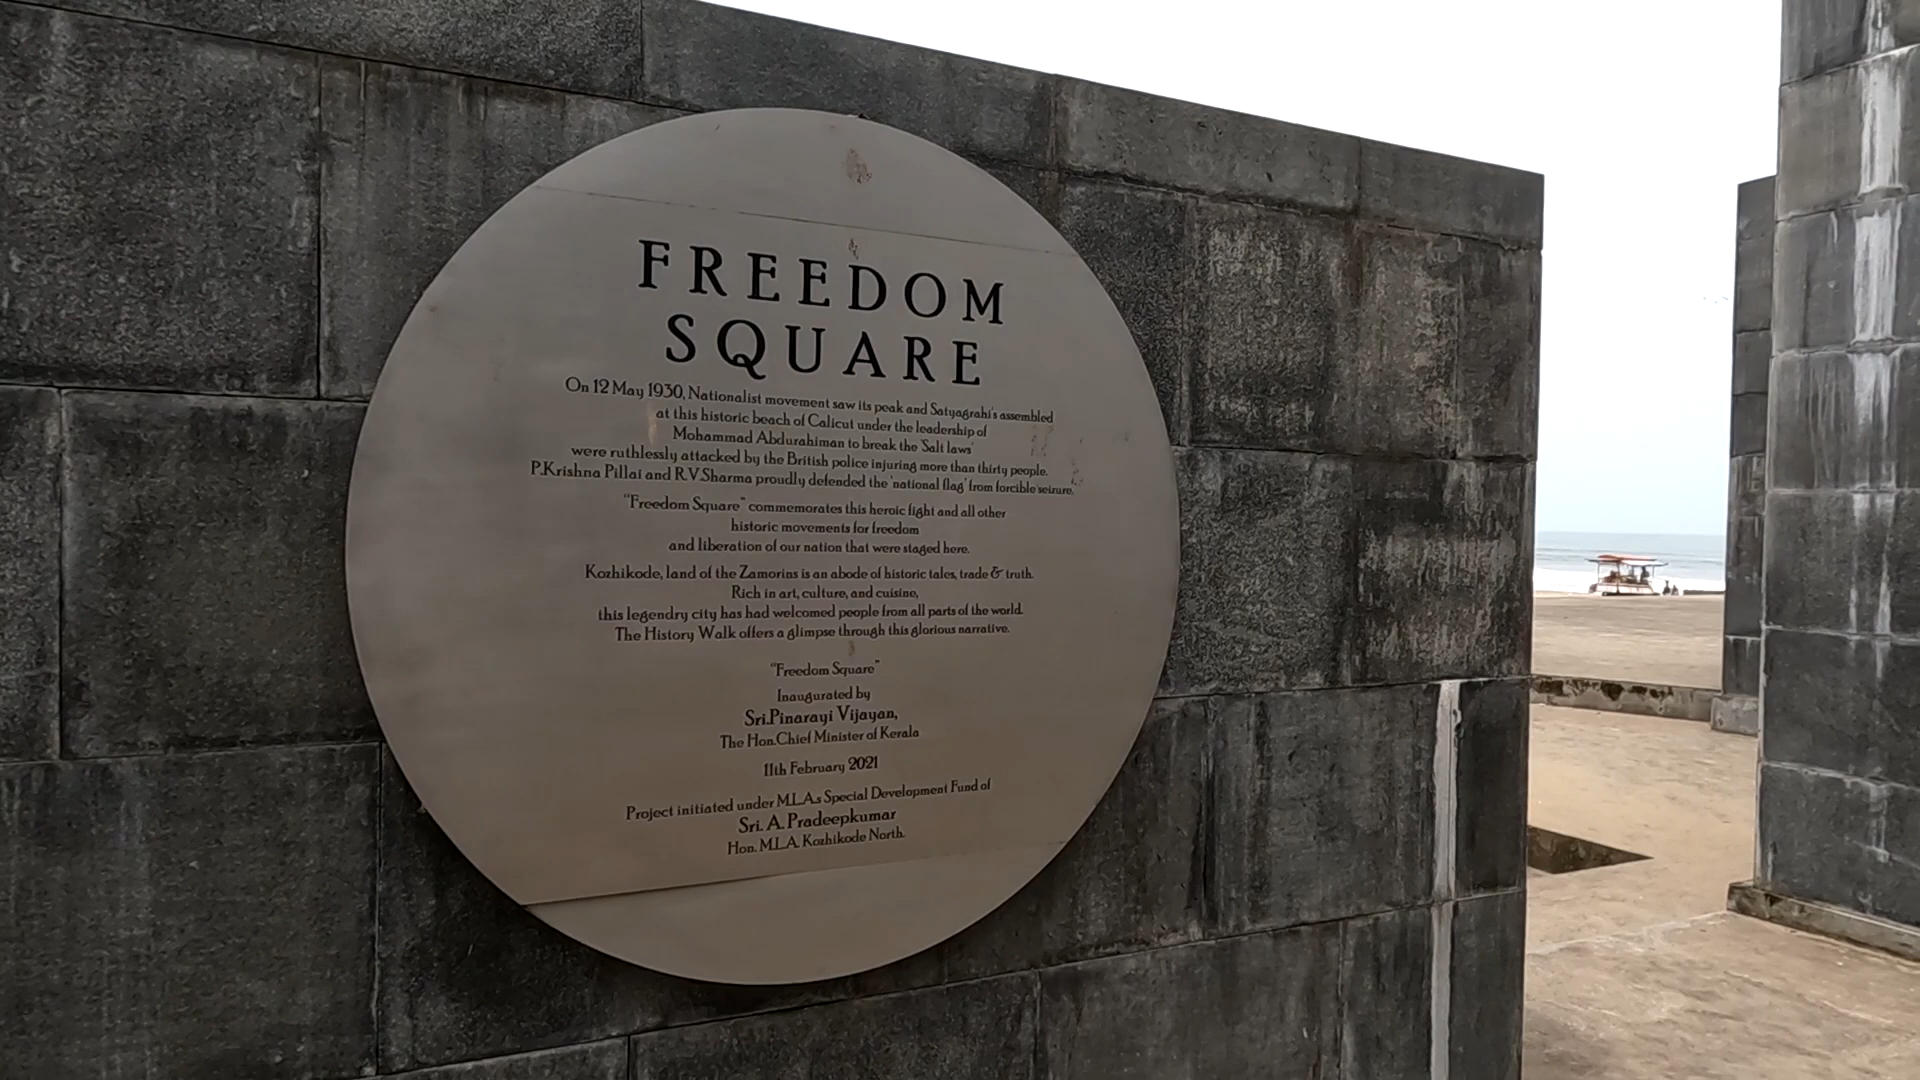 FREEDOM
SQUARE
On 12 May 1930, Nationalist movement saw its peak and Satyagrahi's assembled
at this historic beach of Calicut under the leadership of
Mohammad Abdurahiman to break the 'Salt laws'
were ruthlessly attacked by the British police injuring more than thirty people.
P.Krishna Pillai and R.V.Sharma proudly defended the 'national flag' from forcible seizure.
"Freedom Square" commemorates this heroic fight and all other
historic movements for freedom
and liberation of our nation that were staged here.
Kozhikode, land of the Zamorins is an abode of historic tales, trade & truth.
Rich in art, culture, and cuisine,
this legendry city has had welcomed people from all parts of the world.
The History Walk offers a glimpse through this glorious narrative.
"Freedom Square"
Inaugurated by
Sri.Pinarayi Vijayan,
The Hon.Chief Minister of Kerala
11th February 2021
Project initiated under M.L.A.s Special Development Fund of
Sri. A. Pradeepkumar
Hon. M.L.A. Kozhikode North.